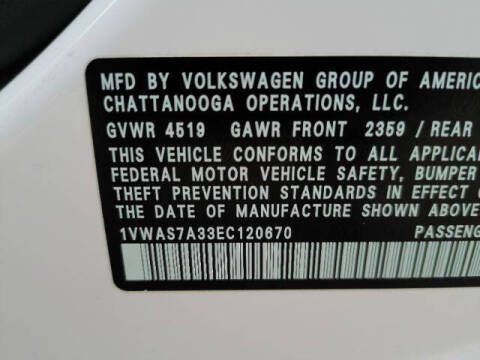 MFD BY VOLKSWAGEN GROUP OF AMERIC
CHATTANOOGA OPERATIONS, LLC.
GVWR 4519 GAWR FRONT 2359 / REAR
THIS VEHICLE CONFORMS TO ALL APPLICA
FEDERAL MOTOR VEHICLE SAFETY, BUMPER
THEFT PREVENTION STANDARDS IN EFFECT O
THE DATE OF MANUFACTURE SHOWN ABOVE
1VWAS7A33EC120670 PASSENG